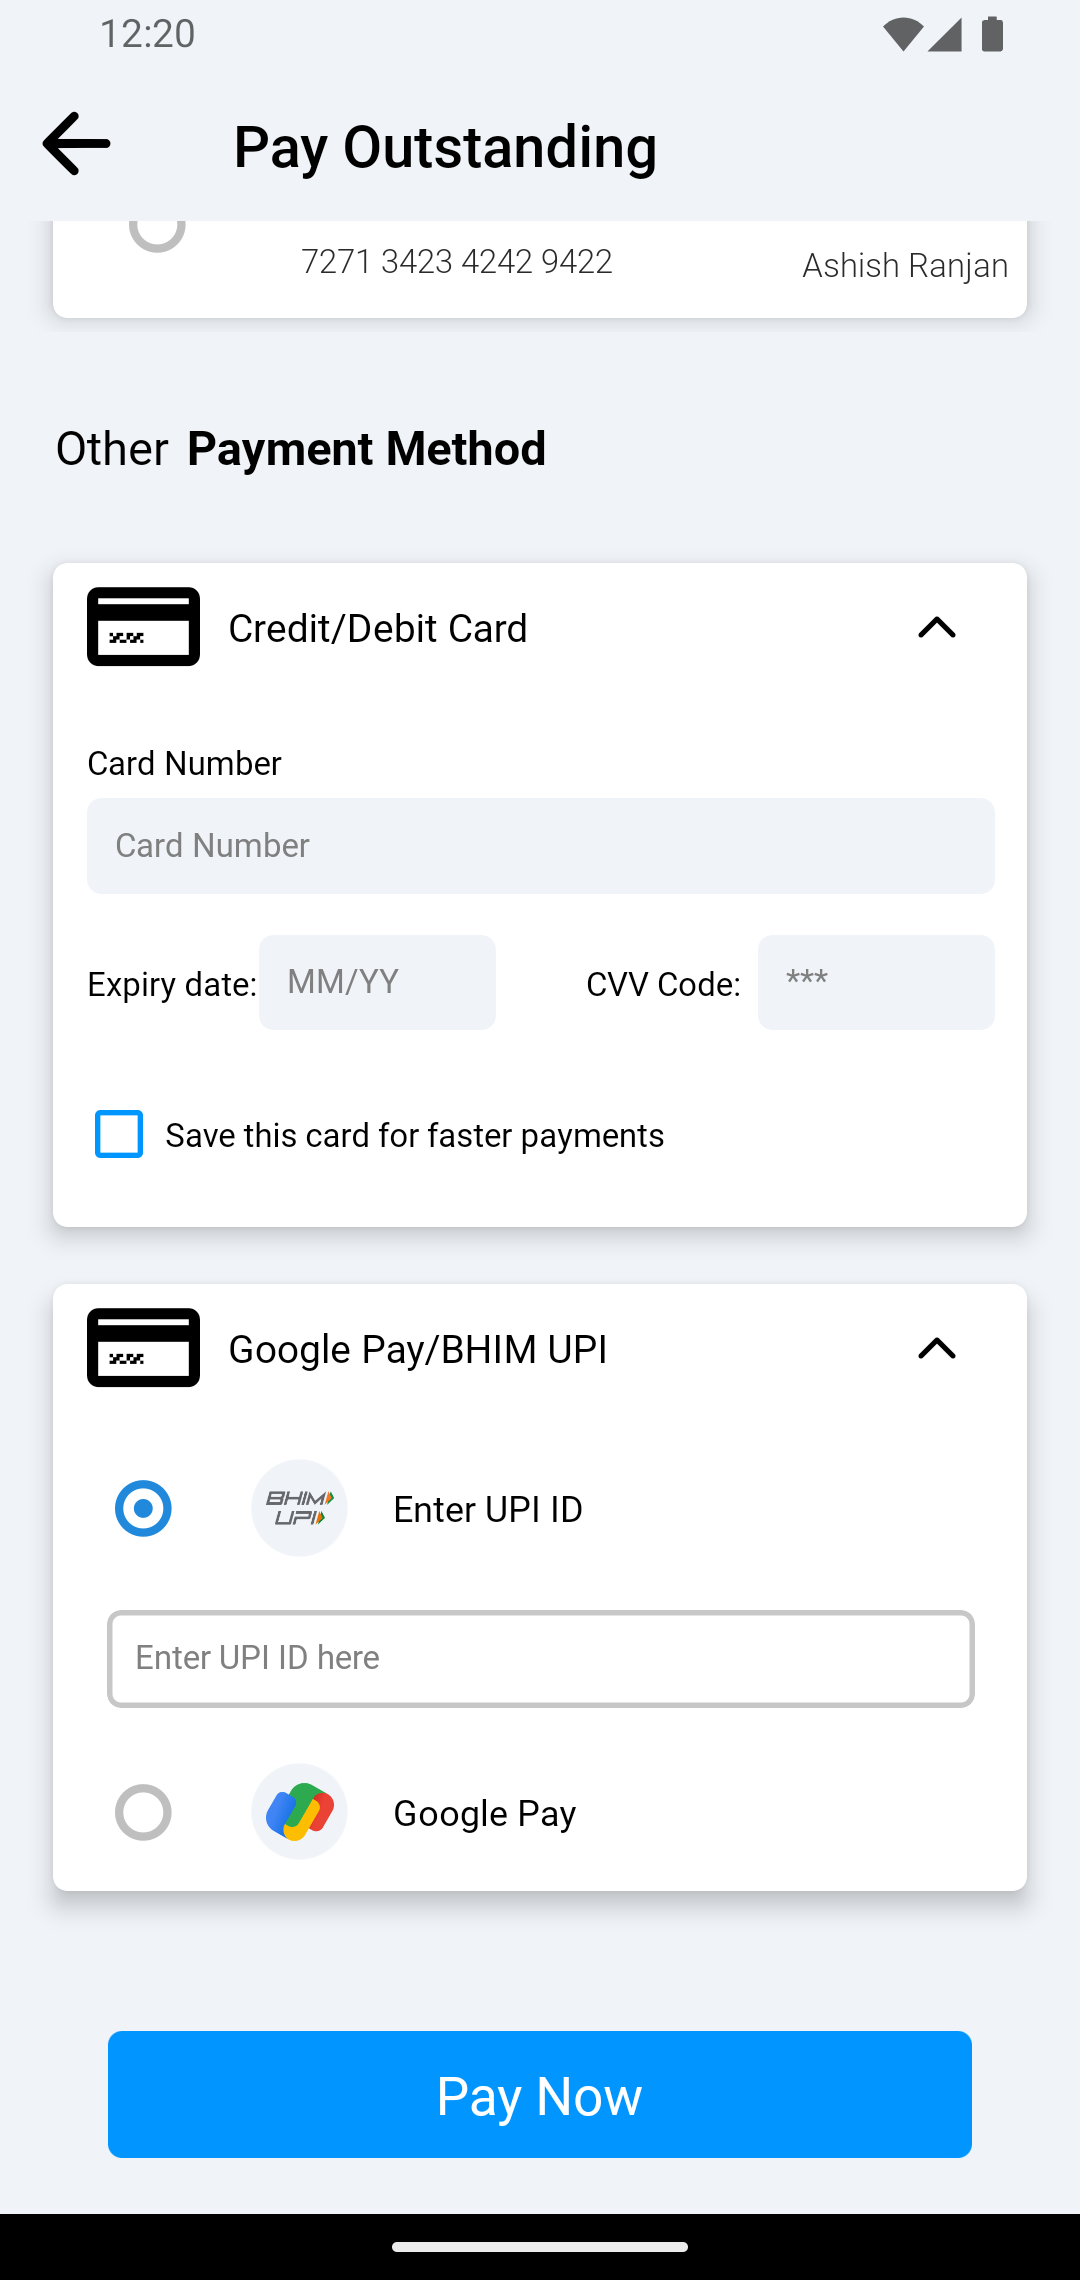 12:20
Pay Outstanding
7271 3423 4242 9422 Ashish Ranjan
Other Payment Method
Credit/Debit Card
Card Number
Card Number
Expiry date: MM/YY CVV Code: ***
Save this card for faster payments
Google Pay/BHIM UPI
BHIM
UPI
Enter UPI ID
Enter UPI ID here
Google Pay
Pay Now